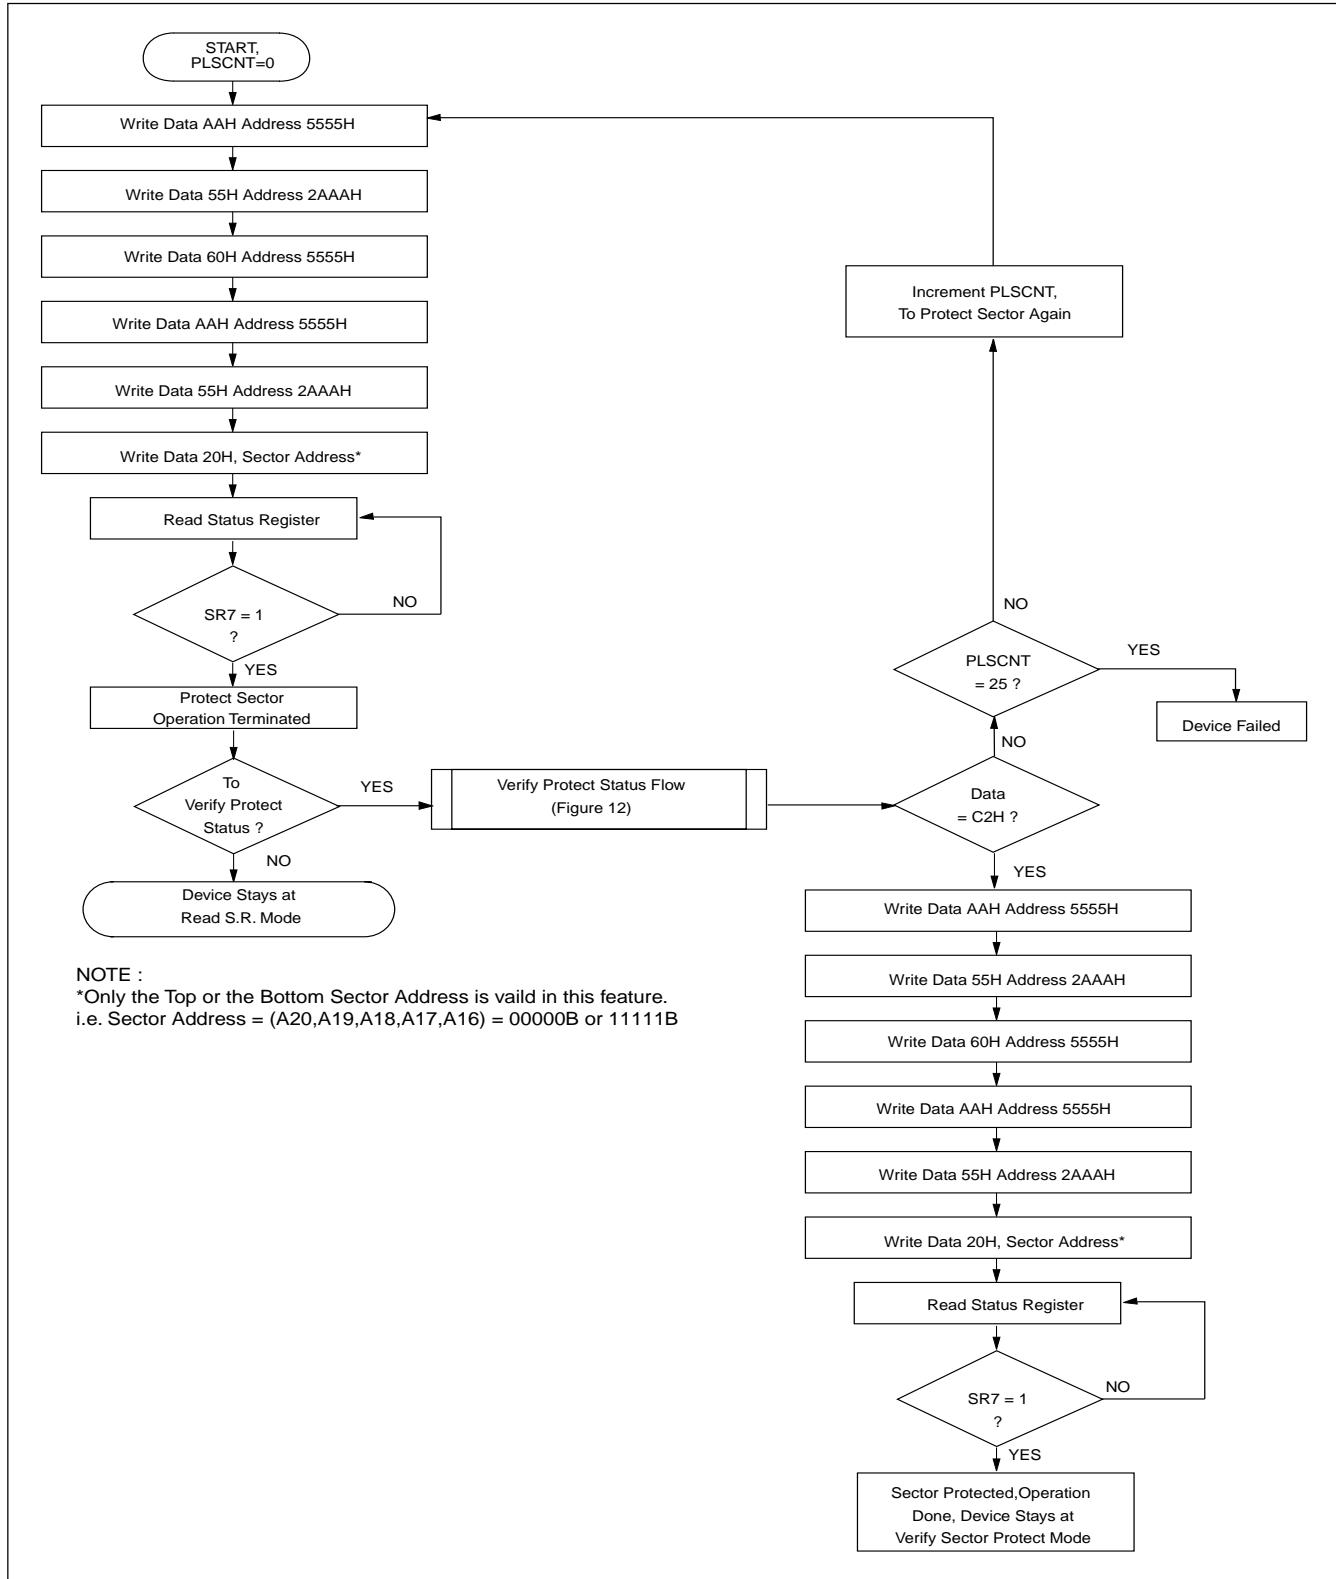 START,
PLSCNT=0
Write Data AAH Address 5555H
Write Data 55H Address 2AAAH
Write Data 60H Address 5555H
Write Data AAH Address 5555H
Write Data 55H Address 2AAAH
Write Data 20H, Sector Address*
Read Status Register
SR7 = 1
?
NO
YES
Protect Sector
Operation Terminated
To
Verify Protect
Status ?
YES
NO
Device Stays at
Read S.R. Mode
Verify Protect Status Flow
(Figure 12)
Data
= C2H ?
NO
YES
PLSCNT
= 25 ?
NO
YES
Device Failed
Increment PLSCNT,
To Protect Sector Again
Write Data AAH Address 5555H
Write Data 55H Address 2AAAH
Write Data 60H Address 5555H
Write Data AAH Address 5555H
Write Data 55H Address 2AAAH
Write Data 20H, Sector Address*
Read Status Register
SR7 = 1
?
NO
YES
Sector Protected,Operation
Done, Device Stays at
Verify Sector Protect Mode
NOTE :
*Only the Top or the Bottom Sector Address is vaild in this feature.
i.e. Sector Address = (A20,A19,A18,A17,A16) = 00000B or 11111B